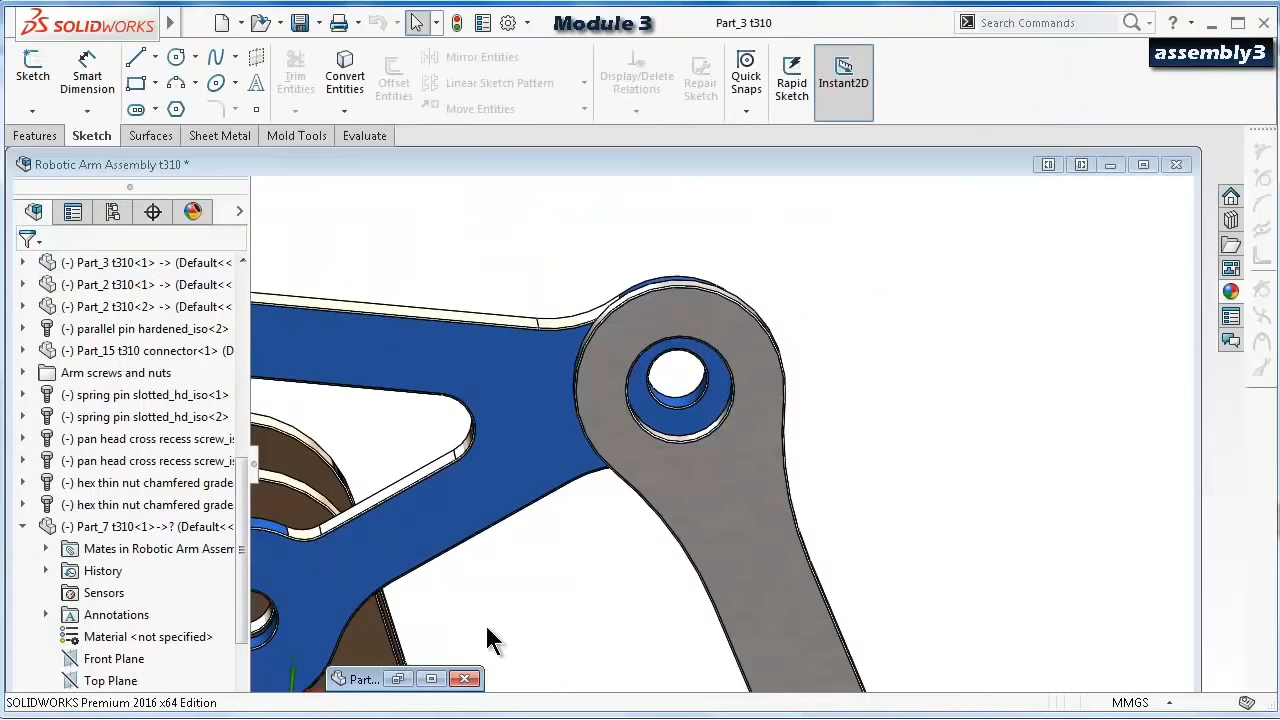 SOLIDWORKS
Module 3
Part_3 t310
Search Commands
?
assembly3
Sketch
Smart Dimension
Trim Entities
Convert Entities
Offset Entities
Mirror Entities
Linear Sketch Pattern
Move Entities
Display/Delete Relations
Repair Sketch
Quick Snaps
Rapid Sketch
Instant2D
Features
Sketch
Surfaces
Sheet Metal
Mold Tools
Evaluate
Robotic Arm Assembly t310 *
(-) Part_3 t310<1> -> (Default<<
(-) Part_2 t310<1> -> (Default<<
(-) Part_2 t310<2> -> (Default<<
(-) parallel pin hardened_iso<2>
(-) Part_15 t310 connector<1> (D
Arm screws and nuts
(-) spring pin slotted_hd_iso<1>
(-) spring pin slotted_hd_iso<2>
(-) pan head cross recess screw_is
(-) pan head cross recess screw_is
(-) hex thin nut chamfered grade
(-) hex thin nut chamfered grade
(-) Part_7 t310<1>->? (Default<<
Mates in Robotic Arm Assem
History
Sensors
Annotations
Material <not specified>
Front Plane
Top Plane
Part...
SOLIDWORKS Premium 2016 x64 Edition
MMGS